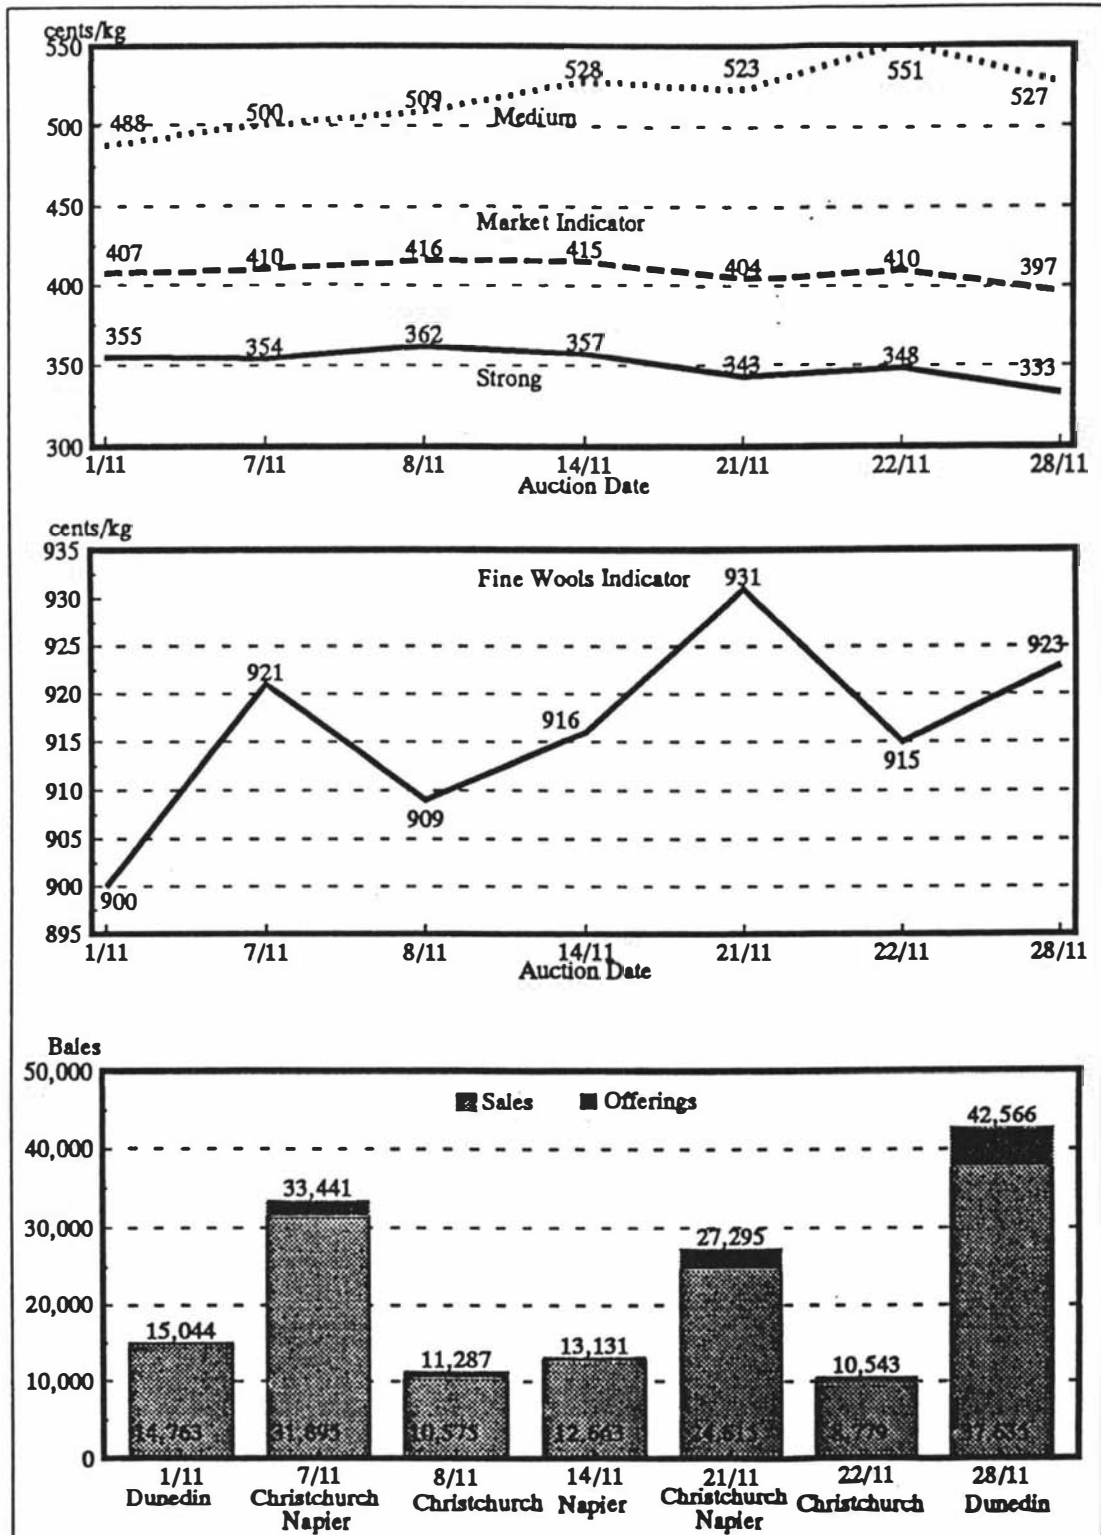 cents/kg
550
488 500 509 528 523 551 527
500
Medium
450
Market Indicator
407 410 416 415 404 410 397
400
355 354 362 357 343 348 333
350
Strong
300
1/11 7/11 8/11 14/11 21/11 22/11 28/11
Auction Date
cents/kg
935
Fine Wools Indicator
931
930
925
923
921
920
916
915
915
910
909
905
900
900
895
1/11 7/11 8/11 14/11 21/11 22/11 28/11
Auction Date
Bales
50,000
Sales Offerings
42,566
40,000
33,441
30,000
27,295
20,000
15,044 11,287 13,131 10,543
10,000
14,763 31,895 10,575 12,663 24,815
0
1/11 7/11 8/11 14/11 21/11 22/11 28/11
Dunedin Christchurch Christchurch Napier Christchurch Christchurch Dunedin
Napier Napier